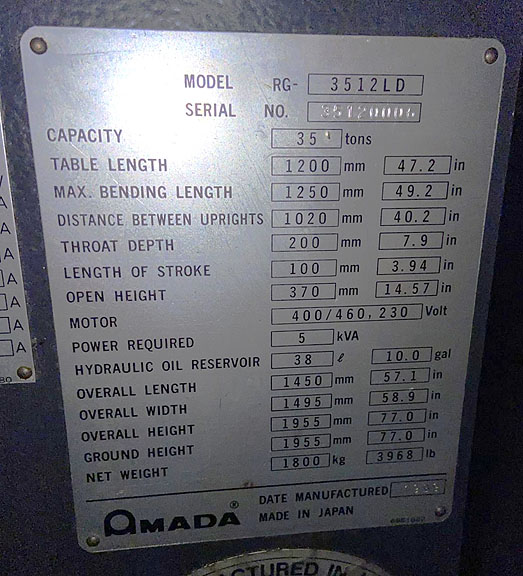 MODEL RG- 3512LD
SERIAL NO. 35120006
CAPACITY 35 tons
TABLE LENGTH 1200 mm 47.2 in
MAX. BENDING LENGTH 1250 mm 49.2 in
DISTANCE BETWEEN UPRIGHTS 1020 mm 40.2 in
THROAT DEPTH 200 mm 7.9 in
LENGTH OF STROKE 100 mm 3.94 in
OPEN HEIGHT 370 mm 14.57 in
MOTOR 400/460,230 Volt
POWER REQUIRED 5 kVA
HYDRAULIC OIL RESERVOIR 38 ℓ 10.0 gal
OVERALL LENGTH 1450 mm 57.1 in
OVERALL WIDTH 1495 mm 58.9 in
OVERALL HEIGHT 1955 mm 77.0 in
GROUND HEIGHT 1955 mm 77.0 in
NET WEIGHT 1800 kg 3968 lb
AMADA® DATE MANUFACTURED
MADE IN JAPAN
A
A
A
A
A
A
A